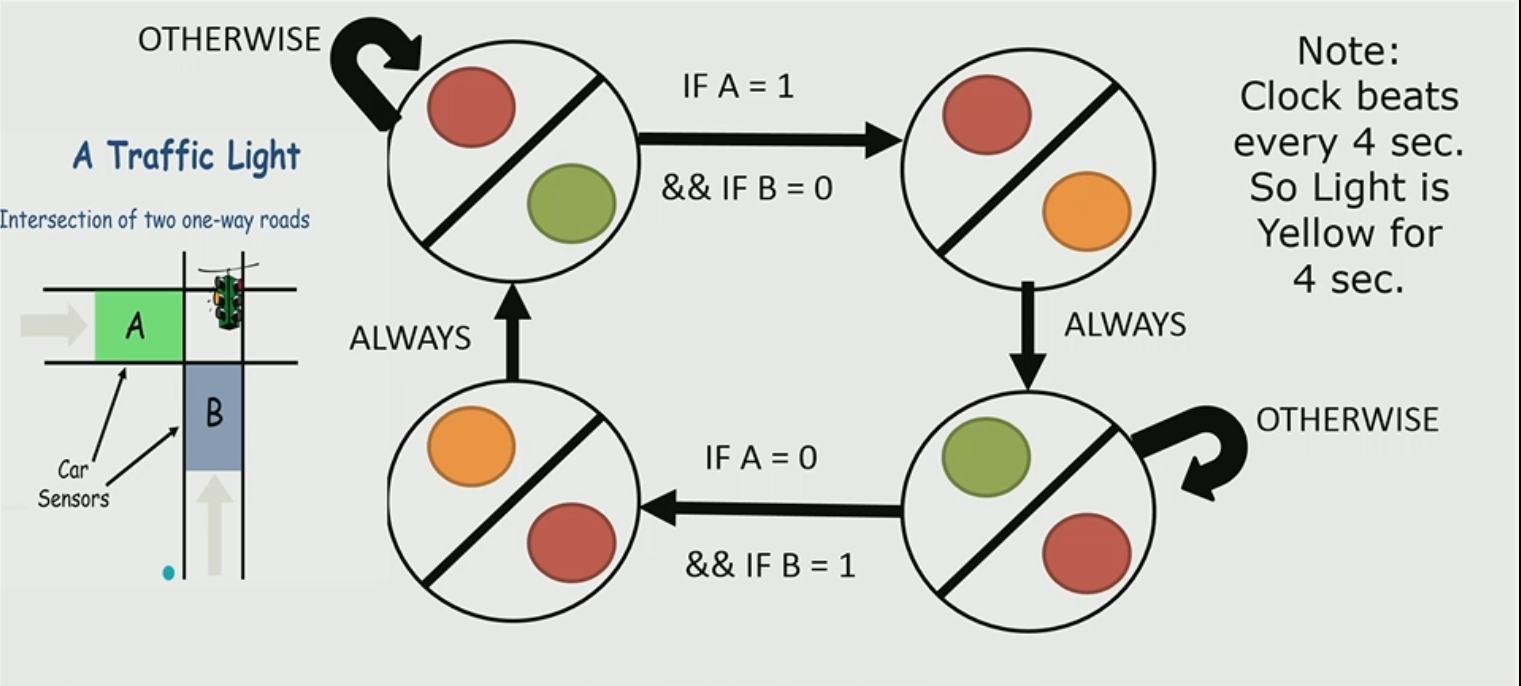 OTHERWISE
A Traffic Light
Intersection of two one-way roads
A
B
Car
Sensors
IF A = 1
&& IF B = 0
ALWAYS
ALWAYS
IF A = 0
&& IF B = 1
OTHERWISE
Note:
Clock beats
every 4 sec.
So Light is
Yellow for
4 sec.